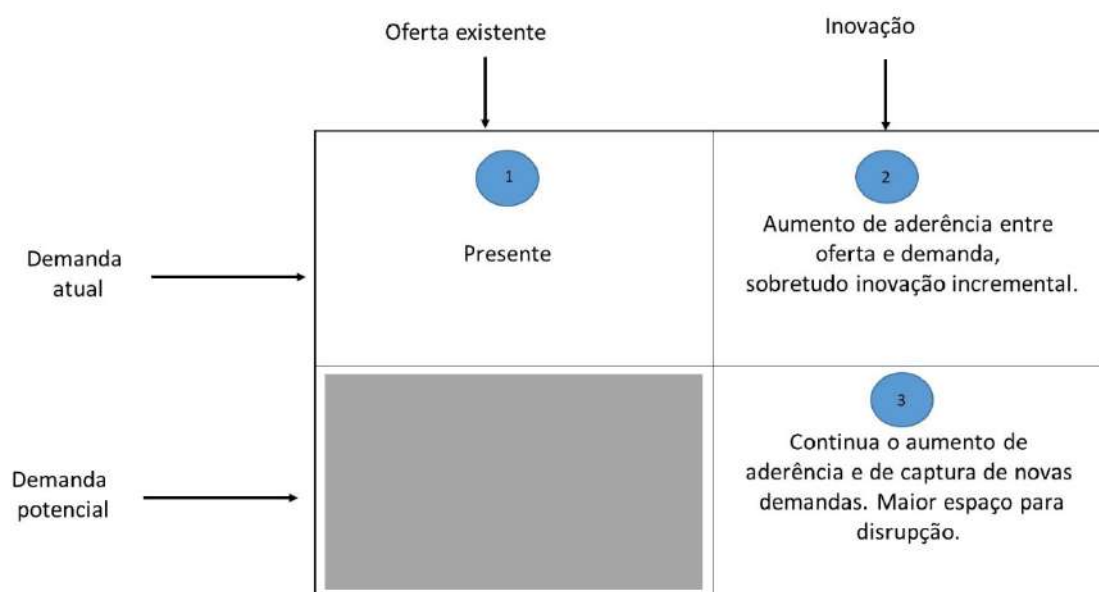 Oferta existente
Inovação
1
2
Demanda
atual
Presente
Aumento de aderência entre
oferta e demanda,
sobretudo inovação incremental.
3
Demanda
potencial
Continua o aumento de
aderência e de captura de novas
demandas. Maior espaço para
disrupção.